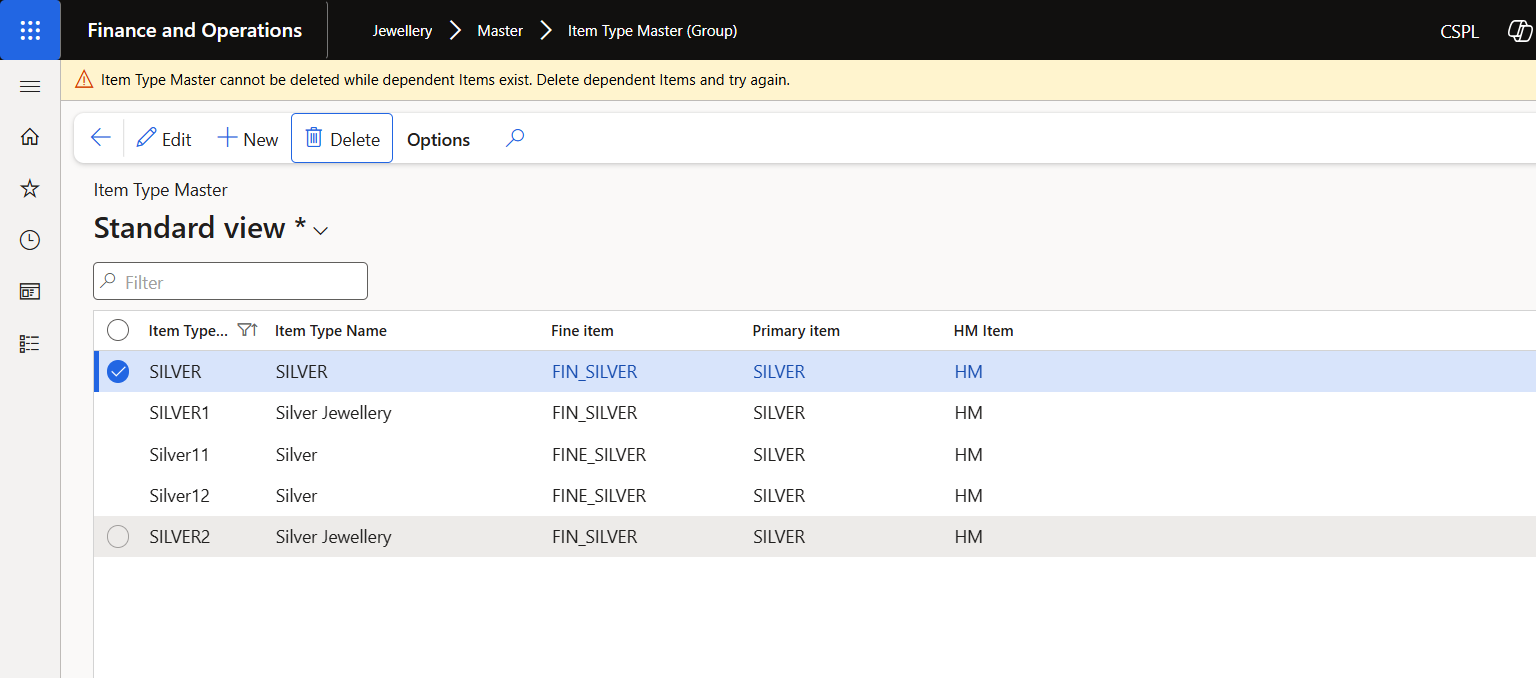 Finance and Operations Jewellery Master Item Type Master (Group) CSPL
Item Type Master cannot be deleted while dependent Items exist. Delete dependent Items and try again.
Edit New Delete Options
Item Type Master
Standard view *
Filter
Item Type... Item Type Name Fine item Primary item HM Item
SILVER SILVER FIN_SILVER SILVER HM
SILVER1 Silver Jewellery FIN_SILVER SILVER HM
Silver11 Silver FINE_SILVER SILVER HM
Silver12 Silver FINE_SILVER SILVER HM
SILVER2 Silver Jewellery FIN_SILVER SILVER HM